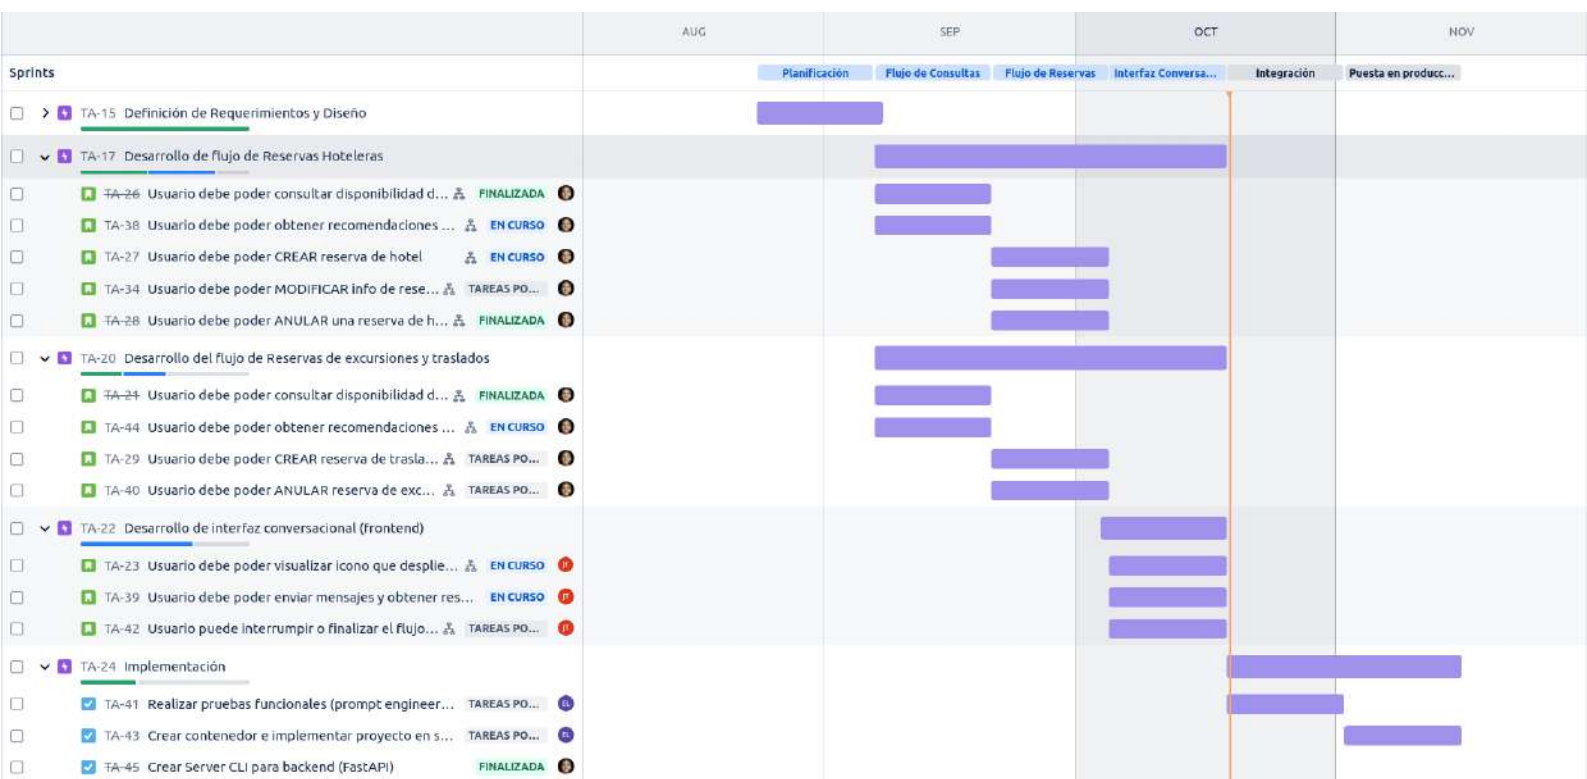 AUG SEP OCT NOV
Sprints Planificación Flujo de Consultas Flujo de Reservas Interfaz Conversa... Integración Puesta en producc...
TA-15 Definición de Requerimientos y Diseño
TA-17 Desarrollo de flujo de Reservas Hoteleras
TA-26 Usuario debe poder consultar disponibilidad d... FINALIZADA
TA-38 Usuario debe poder obtener recomendaciones ... EN CURSO
TA-27 Usuario debe poder CREAR reserva de hotel EN CURSO
TA-34 Usuario debe poder MODIFICAR info de rese... TAREAS PO...
TA-28 Usuario debe poder ANULAR una reserva de h... FINALIZADA
TA-20 Desarrollo del flujo de Reservas de excursiones y traslados
TA-21 Usuario debe poder consultar disponibilidad d... FINALIZADA
TA-44 Usuario debe poder obtener recomendaciones ... EN CURSO
TA-29 Usuario debe poder CREAR reserva de trasla... TAREAS PO...
TA-40 Usuario debe poder ANULAR reserva de exc... TAREAS PO...
TA-22 Desarrollo de interfaz conversacional (frontend)
TA-23 Usuario debe poder visualizar icono que desplie... EN CURSO JT
TA-39 Usuario debe poder enviar mensajes y obtener res... EN CURSO JT
TA-42 Usuario puede interrumpir o finalizar el flujo... TAREAS PO... JT
TA-24 Implementación
TA-41 Realizar pruebas funcionales (prompt engineer... TAREAS PO... EL
TA-43 Crear contenedor e implementar proyecto en s... TAREAS PO... EL
TA-45 Crear Server CLI para backend (FastAPI) FINALIZADA